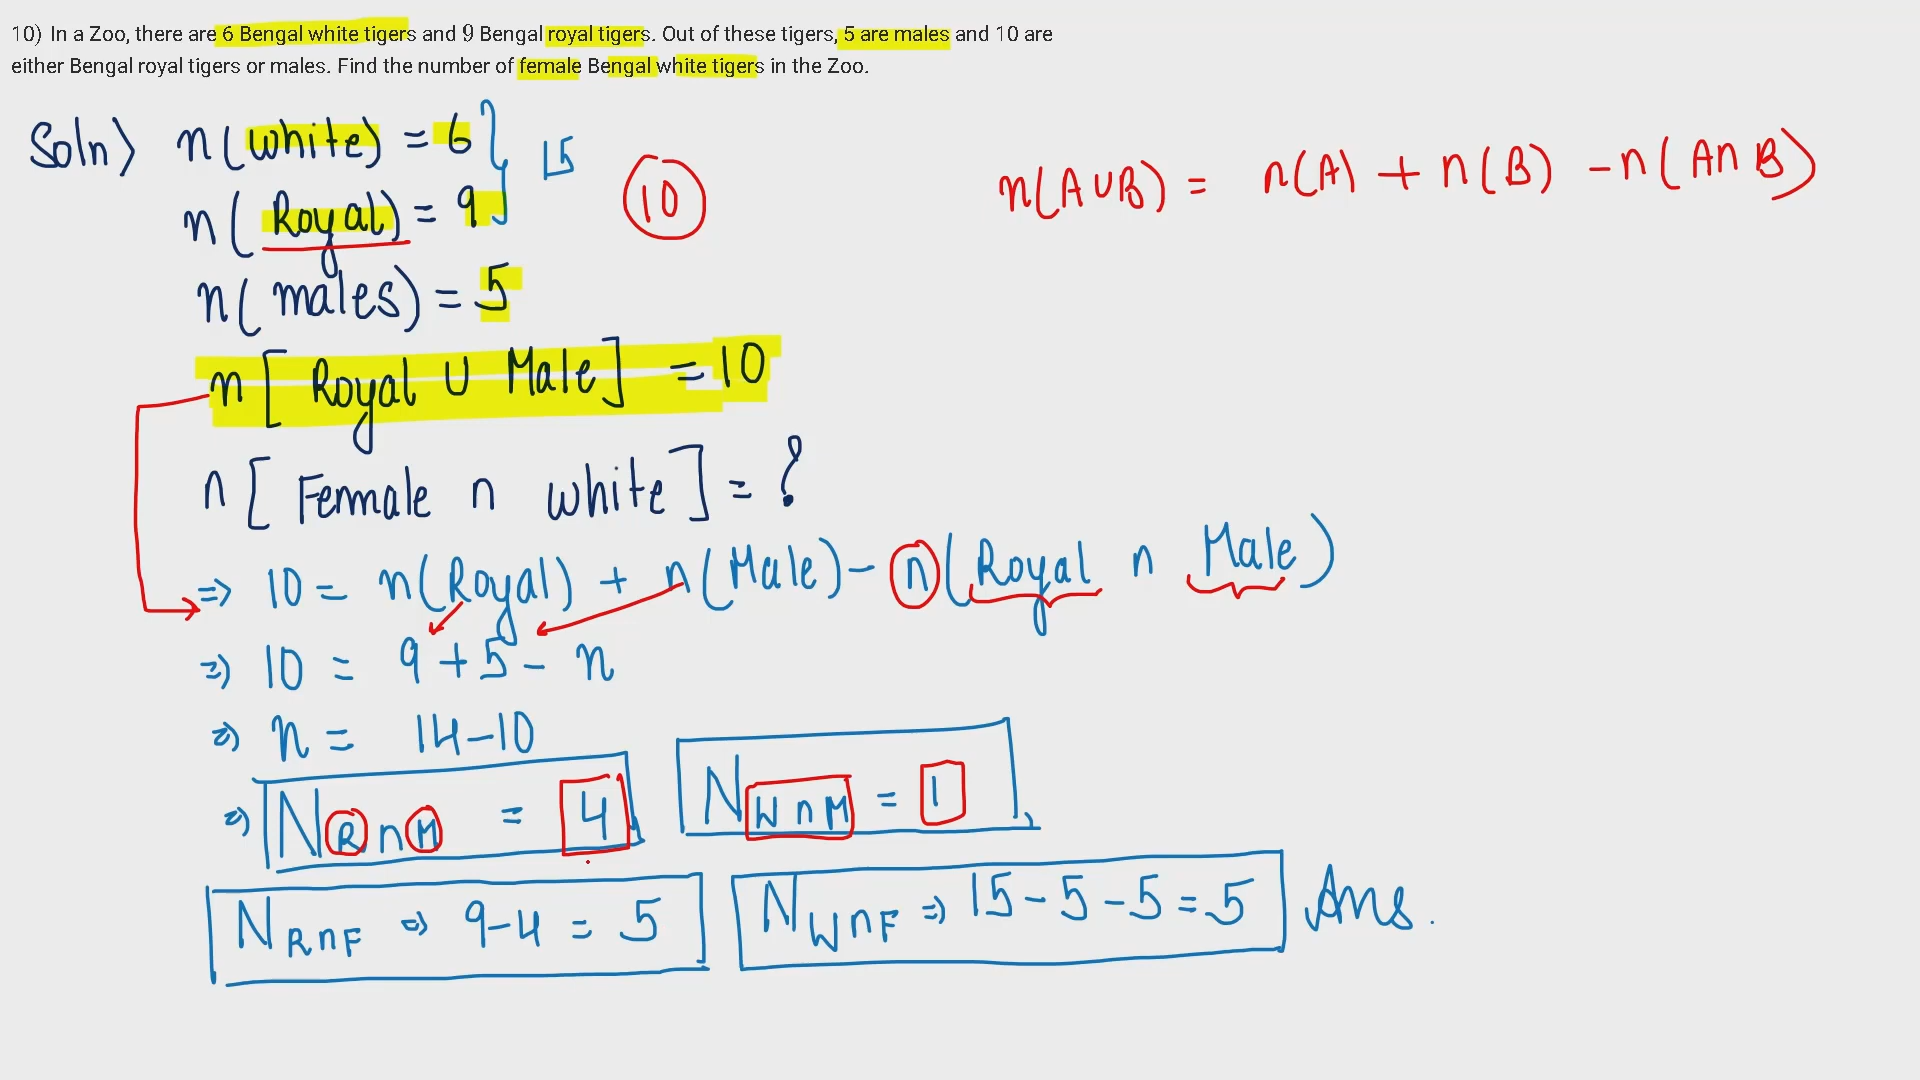 10) In a Zoo, there are 6 Bengal white tigers and 9 Bengal royal tigers. Out of these tigers, 5 are males and 10 are
either Bengal royal tigers or males. Find the number of female Bengal white tigers in the Zoo.
Soln> n(white) = 6 } 15
n(Royal) = 9
10
n(A∪B) = n(A) + n(B) - n(A∩B)
n(males) = 5
n[Royal ∪ Male] = 10
n[Female ∩ white] = ?
⇒ 10 = n(Royal) + n(Male) - n(Royal ∩ Male)
⇒ 10 = 9 + 5 - n
⇒ n = 14 - 10
⇒ N R∩M = 4
N W∩M = 1,
N R∩F ⇒ 9-4 = 5
N W∩F ⇒ 15-5-5=5 Ans.